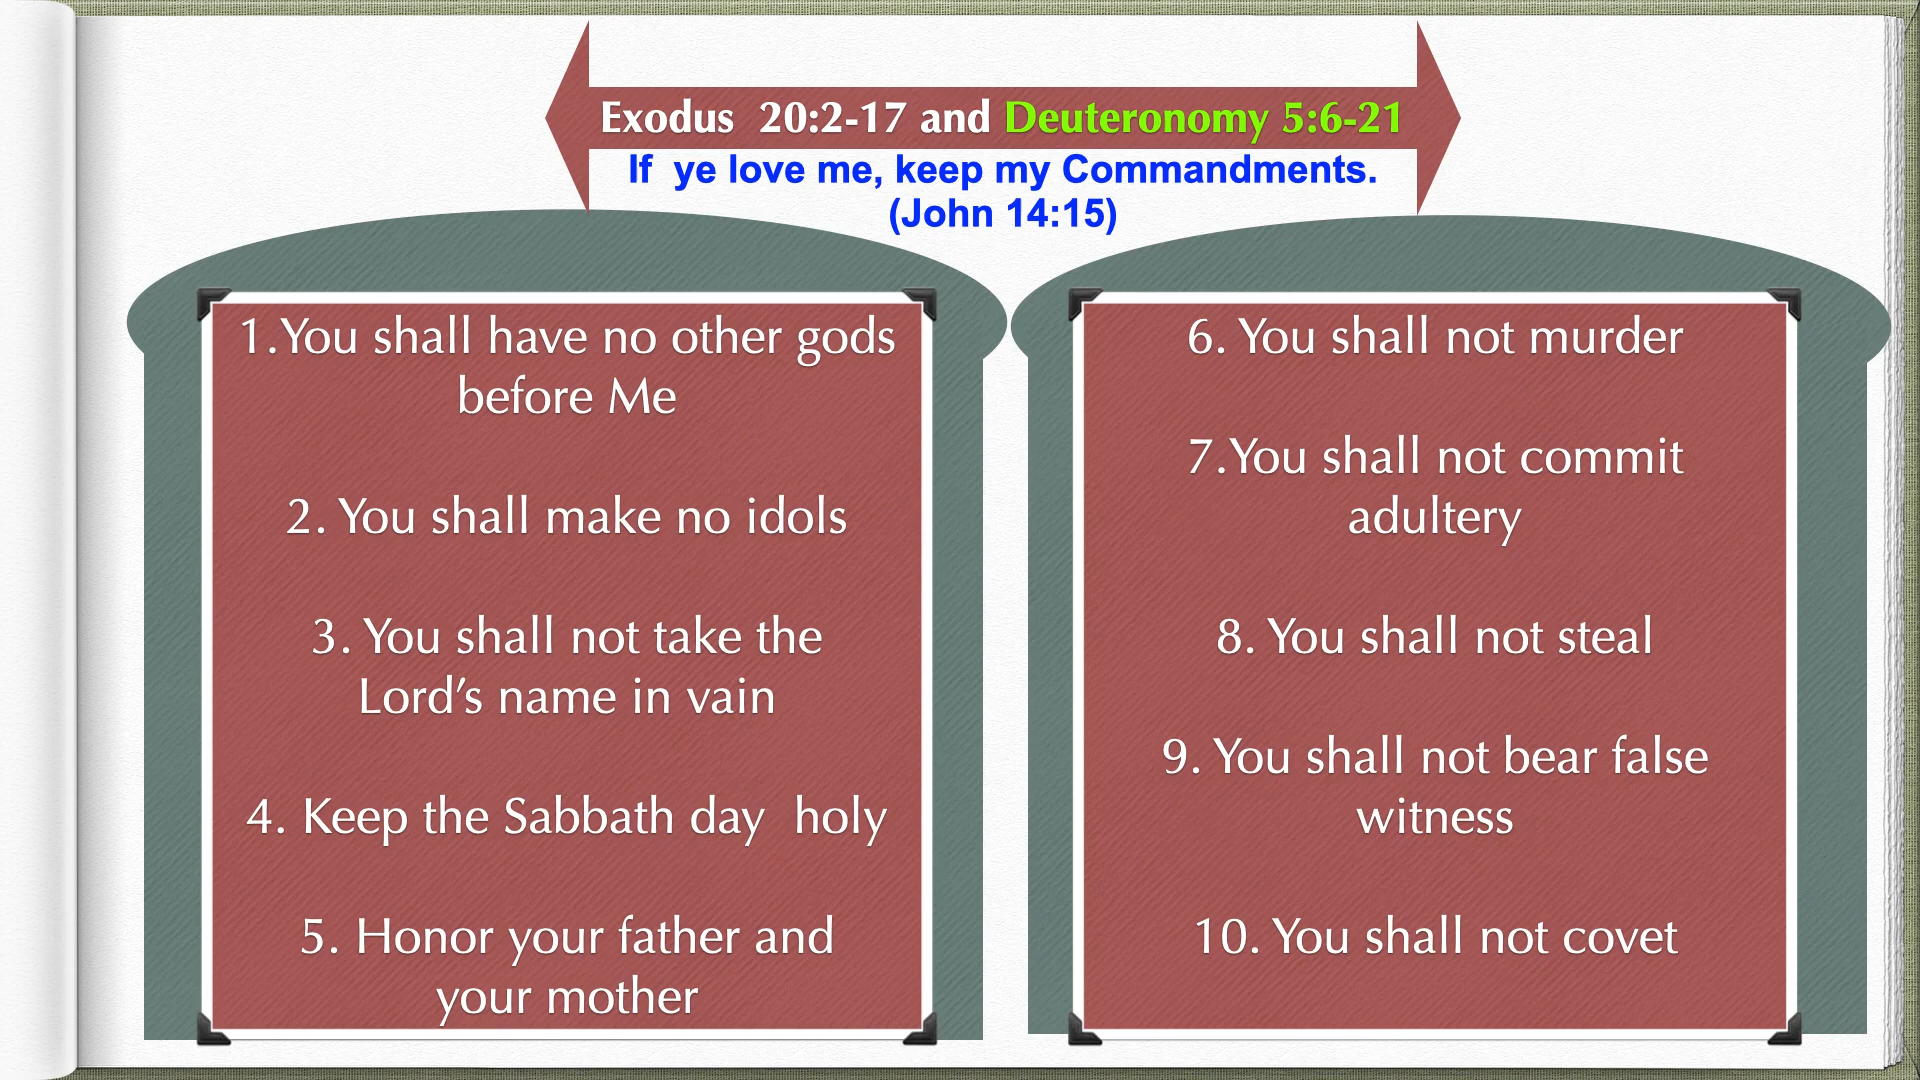 Exodus  20:2-17 and Deuteronomy 5:6-21
If  ye love me, keep my Commandments.
(John 14:15)
1.You shall have no other gods
before Me
2. You shall make no idols
3. You shall not take the
Lord’s name in vain
4. Keep the Sabbath day  holy
5. Honor your father and
your mother
6. You shall not murder
7.You shall not commit
adultery
8. You shall not steal
9. You shall not bear false
witness
10. You shall not covet